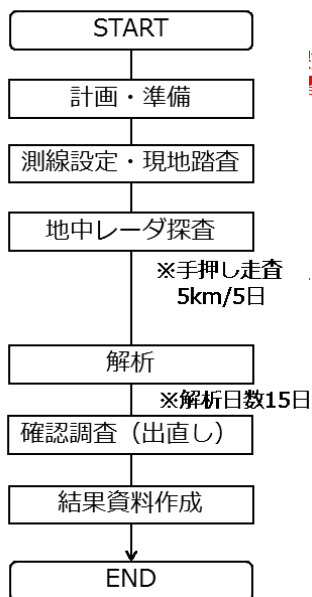 START
計画・準備
測線設定・現地踏査
地中レーダ探査
※手押し走査
5km/5日
解析
※解析日数15日
確認調査（出直し）
結果資料作成
END